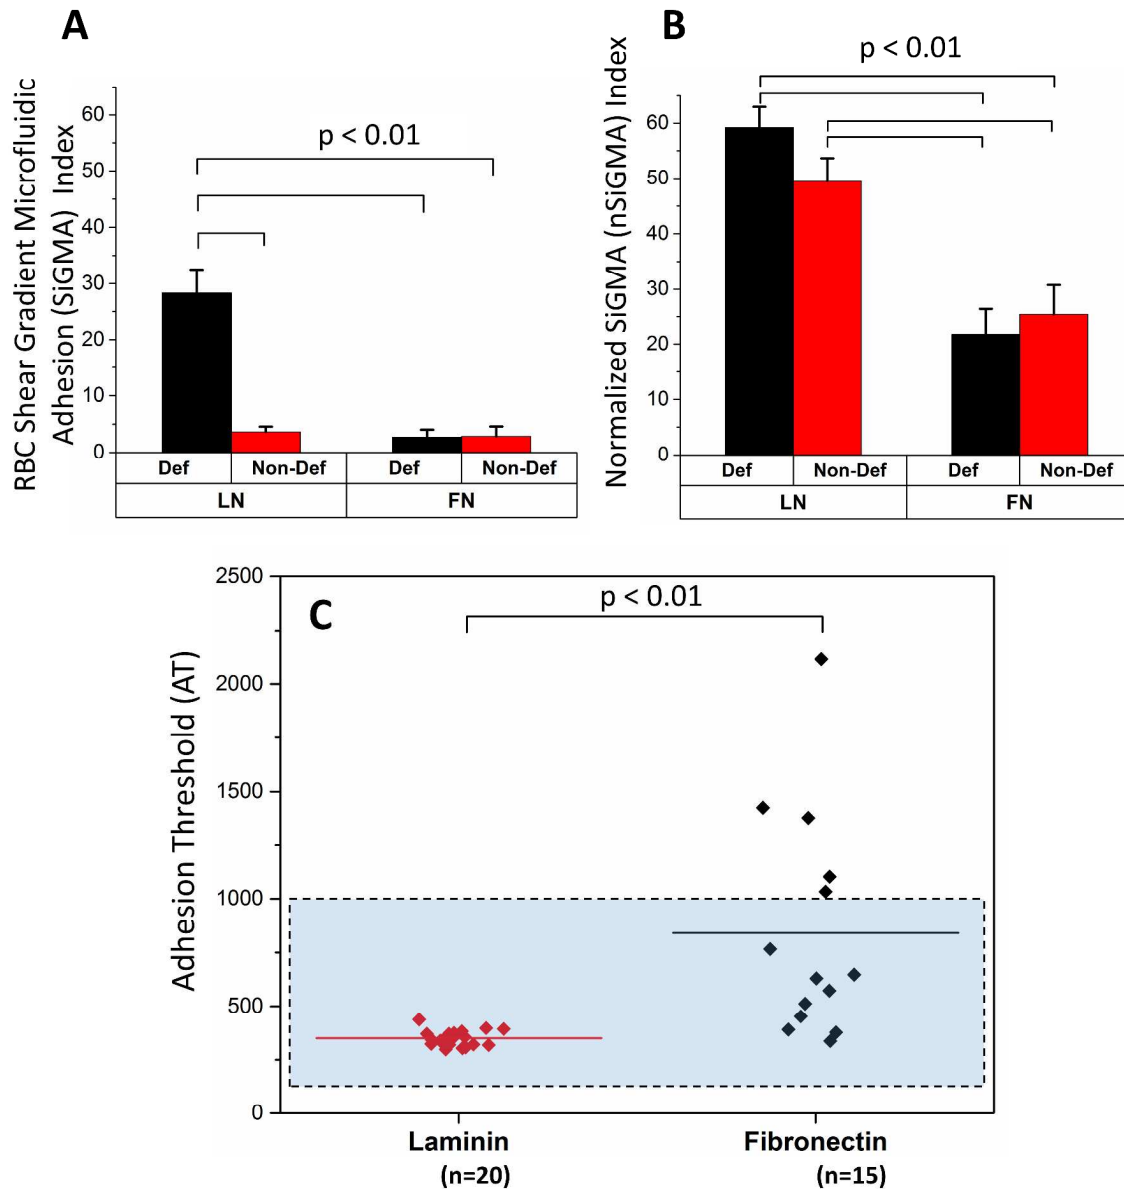 A
RBC Shear Gradient Microfluidic
Adhesion (SiGMA) Index
60
50
40
30
20
10
0
p < 0.01
Def Non-Def Def Non-Def
LN FN
B
Normalized SiGMA (nSiGMA) Index
60
50
40
30
20
10
0
p < 0.01
Def Non-Def Def Non-Def
LN FN
C
Adhesion Threshold (AT)
2500
2000
1500
1000
500
0
p < 0.01
Laminin Fibronectin
(n=20) (n=15)